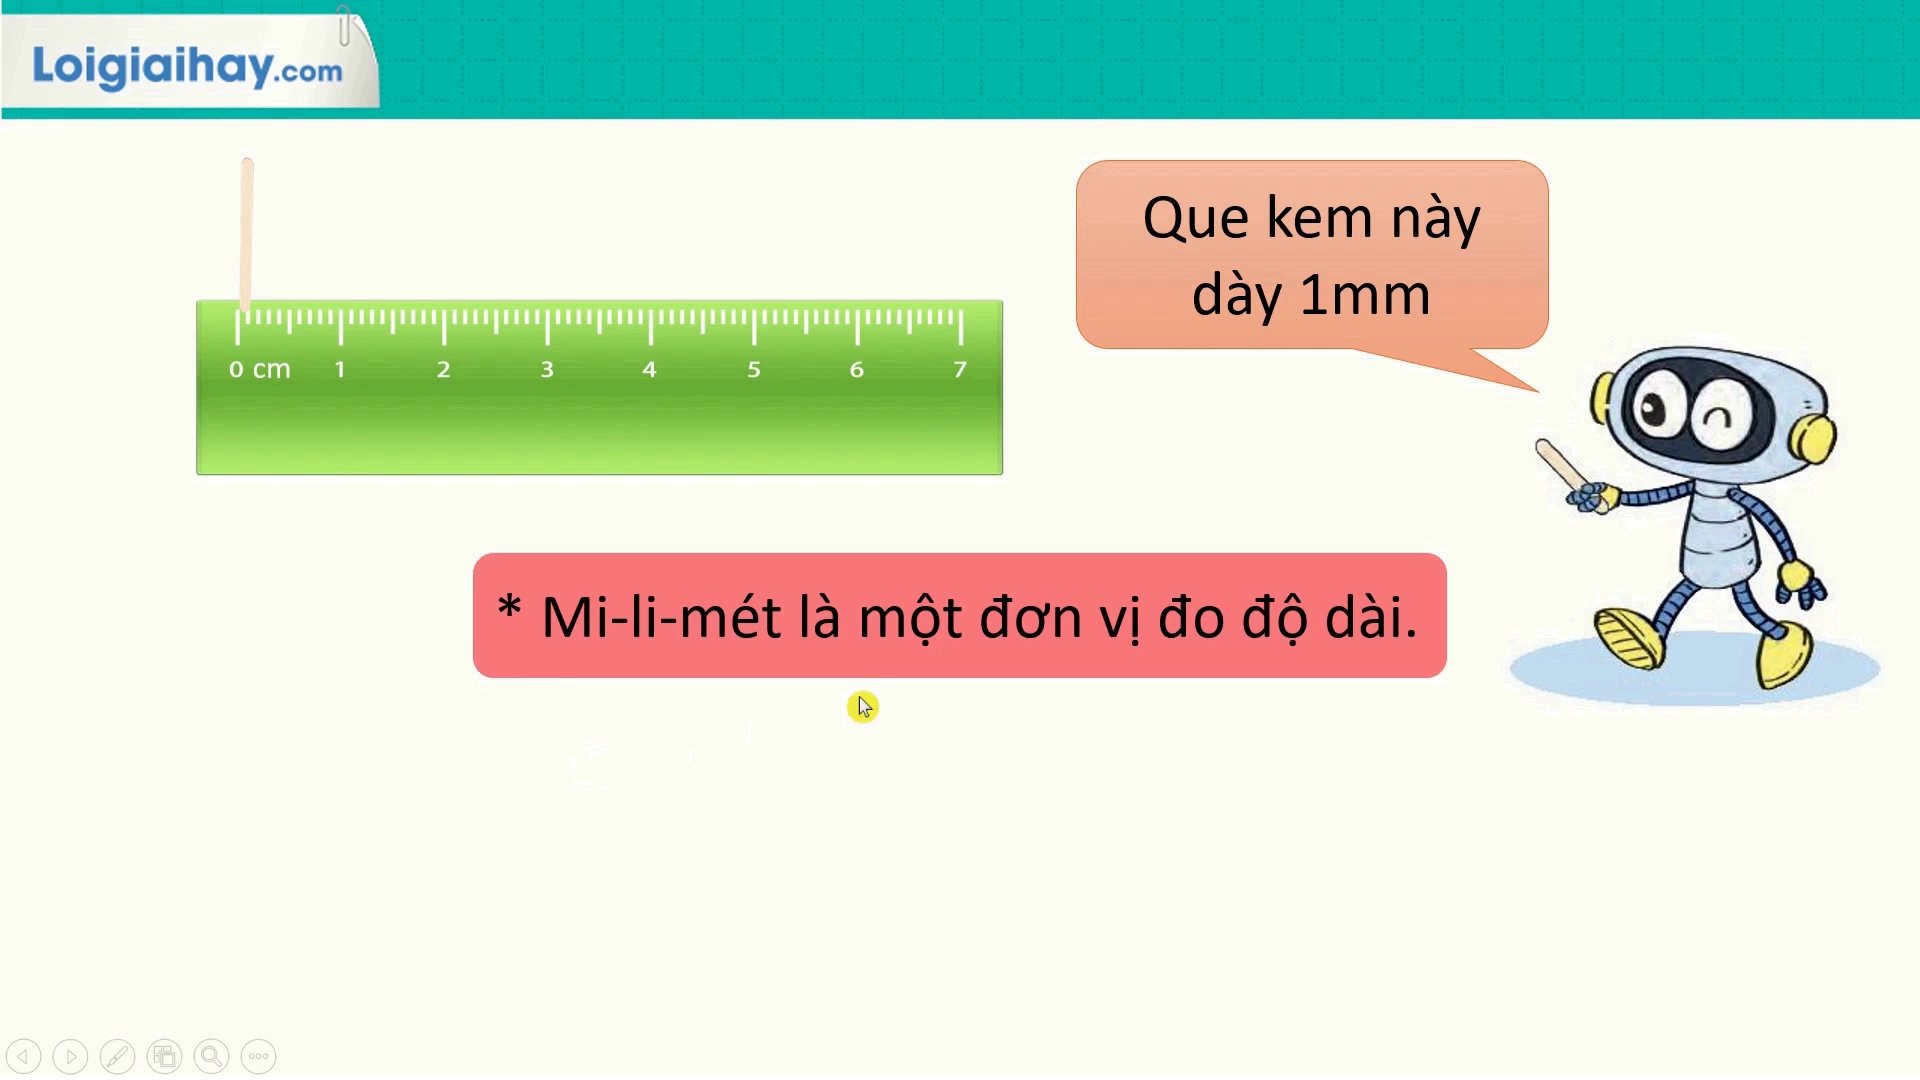 Loigiaihay.com
Que kem này
dày 1mm
0 cm 1 2 3 4 5 6 7
* Mi-li-mét là một đơn vị đo độ dài.